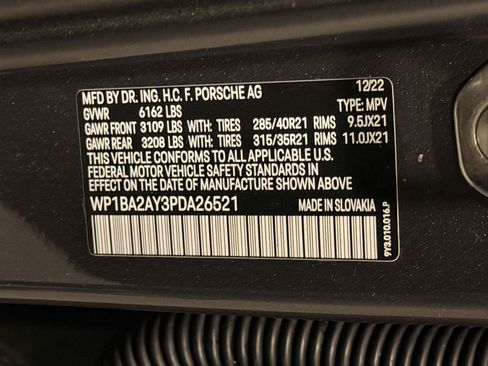 MFD BY DR. ING. H.C. F. PORSCHE AG 12/22
GVWR 6162 LBS TYPE: MPV
GAWR FRONT 3109 LBS WITH: TIRES 285/40R21 RIMS 9.5JX21
GAWR REAR 3208 LBS WITH: TIRES 315/35R21 RIMS 11.0JX21
THIS VEHICLE CONFORMS TO ALL APPLICABLE
FEDERAL MOTOR VEHICLE SAFETY STANDARDS IN
EFFECT ON THE DATE OF MANUFACTURE SHOWN ABOVE.
WP1BA2AY3PDA26521 MADE IN SLOVAKIA
9Y3.010.016.P